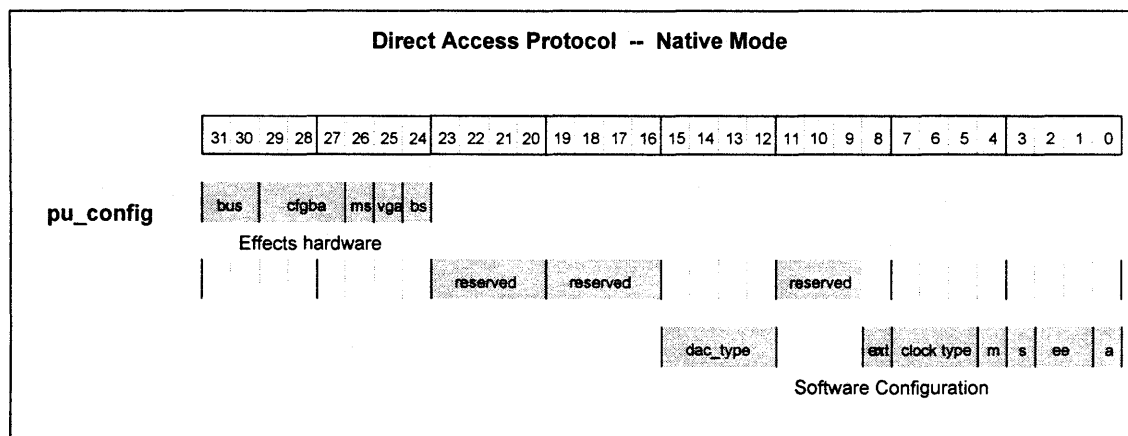 Direct Access Protocol -- Native Mode
31 30 29 28 27 26 25 24 23 22 21 20 19 18 17 16 15 14 13 12 11 10 9 8 7 6 5 4 3 2 1 0
pu_config bus cfgba ms vga bs
Effects hardware
reserved reserved reserved
dac_type ext clock type m s ee a
Software Configuration